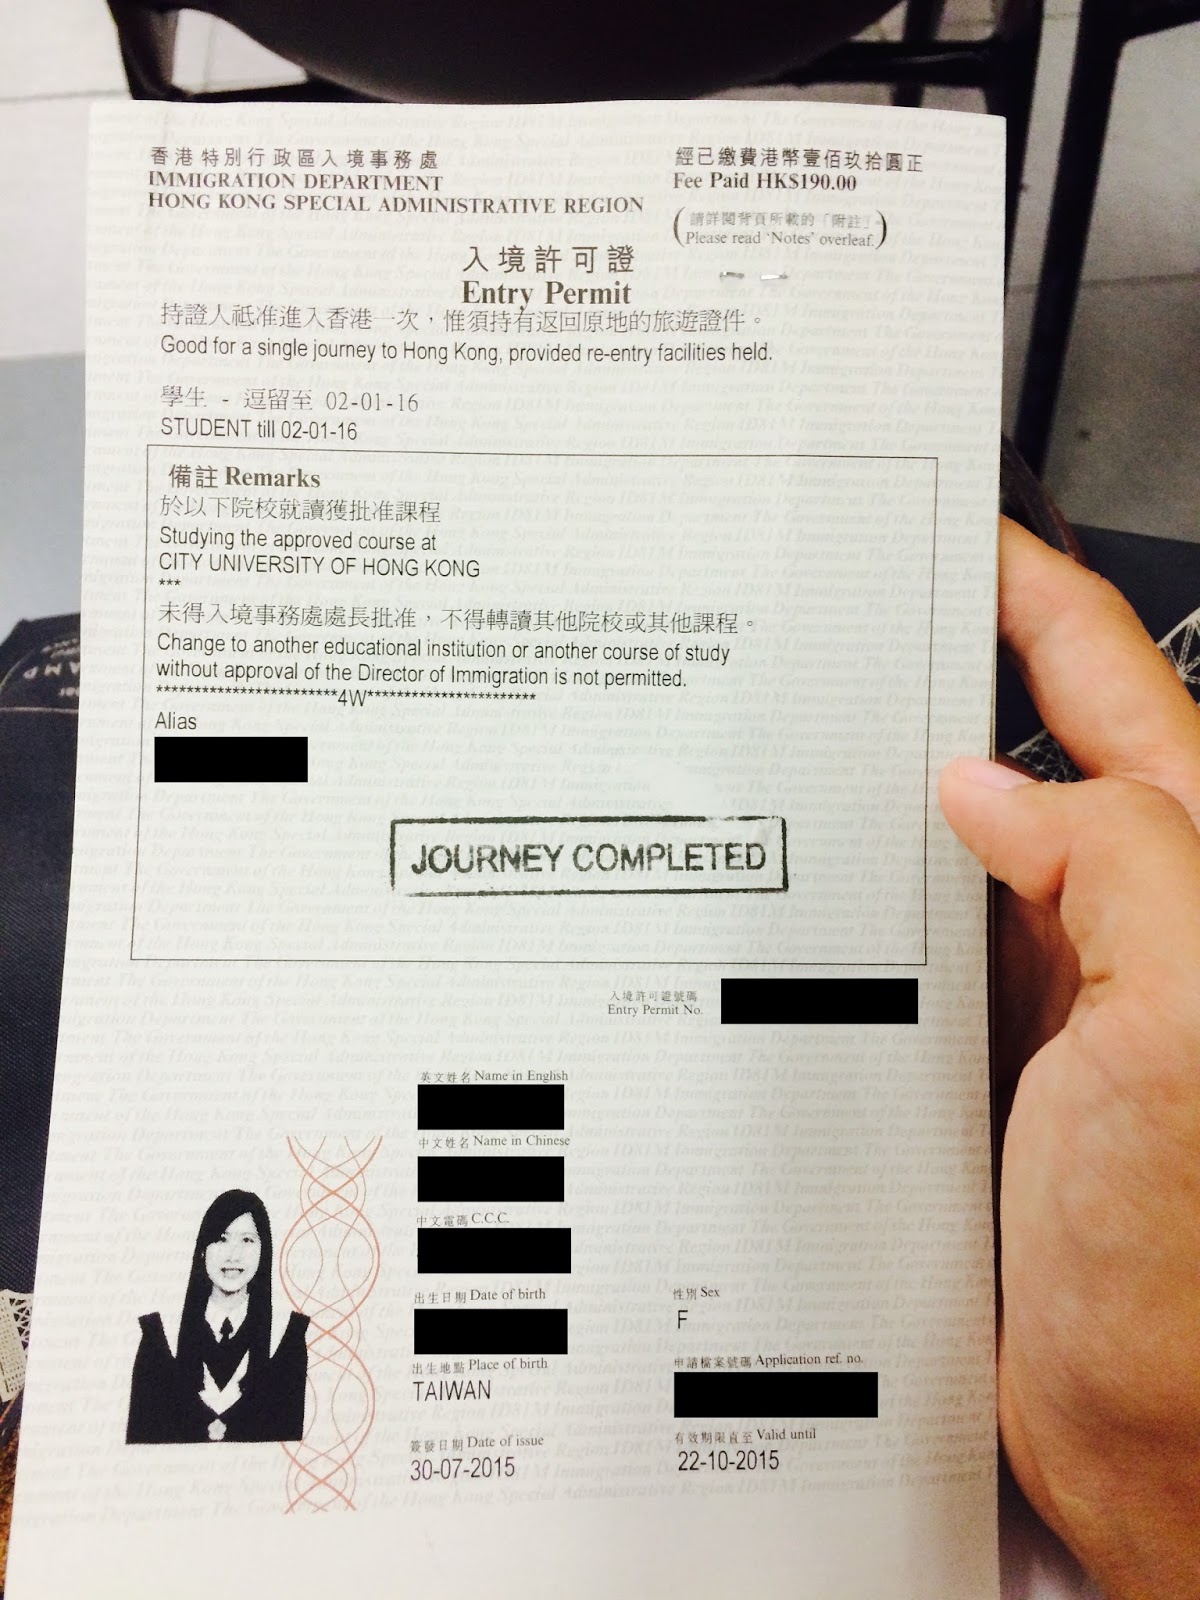 香港特別行政區入境事務處
IMMIGRATION DEPARTMENT
HONG KONG SPECIAL ADMINISTRATIVE REGION
經已繳費港幣壹佰玖拾圓正
Fee Paid HK$190.00
(請詳閱背頁所載的「附註」
Please read 'Notes' overleaf.)
入境許可證
Entry Permit
持證人祇准進入香港一次，惟須持有返回原地的旅遊證件。
Good for a single journey to Hong Kong, provided re-entry facilities held.
學生 - 逗留至 02-01-16
STUDENT till 02-01-16
備註 Remarks
於以下院校就讀獲批准課程
Studying the approved course at
CITY UNIVERSITY OF HONG KONG
***
未得入境事務處處長批准，不得轉讀其他院校或其他課程。
Change to another educational institution or another course of study
without approval of the Director of Immigration is not permitted.
************************4W***********************
Alias
JOURNEY COMPLETED
入境許可證號碼
Entry Permit No.
英文姓名 Name in English
中文姓名 Name in Chinese
中文電碼 C.C.C.
出生日期 Date of birth
性別 Sex
F
出生地點 Place of birth
TAIWAN
申請檔案號碼 Application ref. no.
簽發日期 Date of issue
30-07-2015
有效期限直至 Valid until
22-10-2015